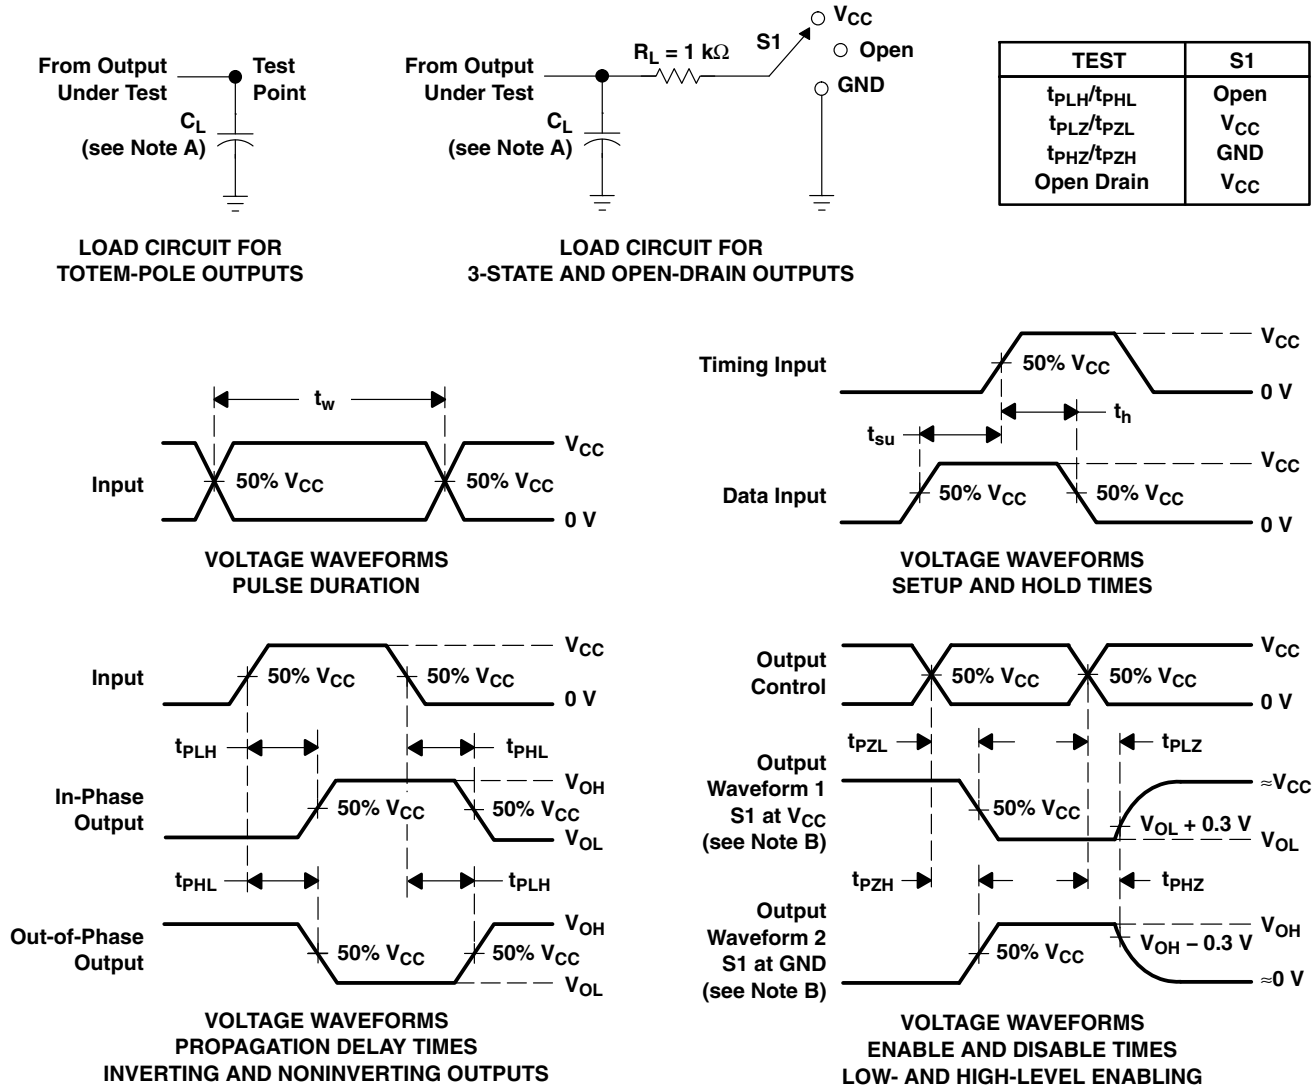 From Output
Under Test
Test
Point
CL
(see Note A)
LOAD CIRCUIT FOR
TOTEM-POLE OUTPUTS
From Output
Under Test
RL = 1 kΩ
S1
VCC
Open
GND
CL
(see Note A)
LOAD CIRCUIT FOR
3-STATE AND OPEN-DRAIN OUTPUTS
TEST S1
tPLH/tPHL Open
tPLZ/tPZL VCC
tPHZ/tPZH GND
Open Drain VCC
tw
Input
50% VCC
50% VCC
VCC
0 V
VOLTAGE WAVEFORMS
PULSE DURATION
Timing Input
50% VCC
VCC
0 V
tsu
th
Data Input
50% VCC
50% VCC
VCC
0 V
VOLTAGE WAVEFORMS
SETUP AND HOLD TIMES
Input
50% VCC
50% VCC
VCC
0 V
tPLH
tPHL
In-Phase
Output
50% VCC
50% VCC
VOH
VOL
tPHL
tPLH
Out-of-Phase
Output
50% VCC
50% VCC
VOH
VOL
VOLTAGE WAVEFORMS
PROPAGATION DELAY TIMES
INVERTING AND NONINVERTING OUTPUTS
Output
Control
50% VCC
50% VCC
VCC
0 V
tPZL
tPLZ
Output
Waveform 1
S1 at VCC
(see Note B)
50% VCC
≈VCC
VOL + 0.3 V
VOL
tPZH
tPHZ
Output
Waveform 2
S1 at GND
(see Note B)
50% VCC
VOH
VOH – 0.3 V
≈0 V
VOLTAGE WAVEFORMS
ENABLE AND DISABLE TIMES
LOW- AND HIGH-LEVEL ENABLING